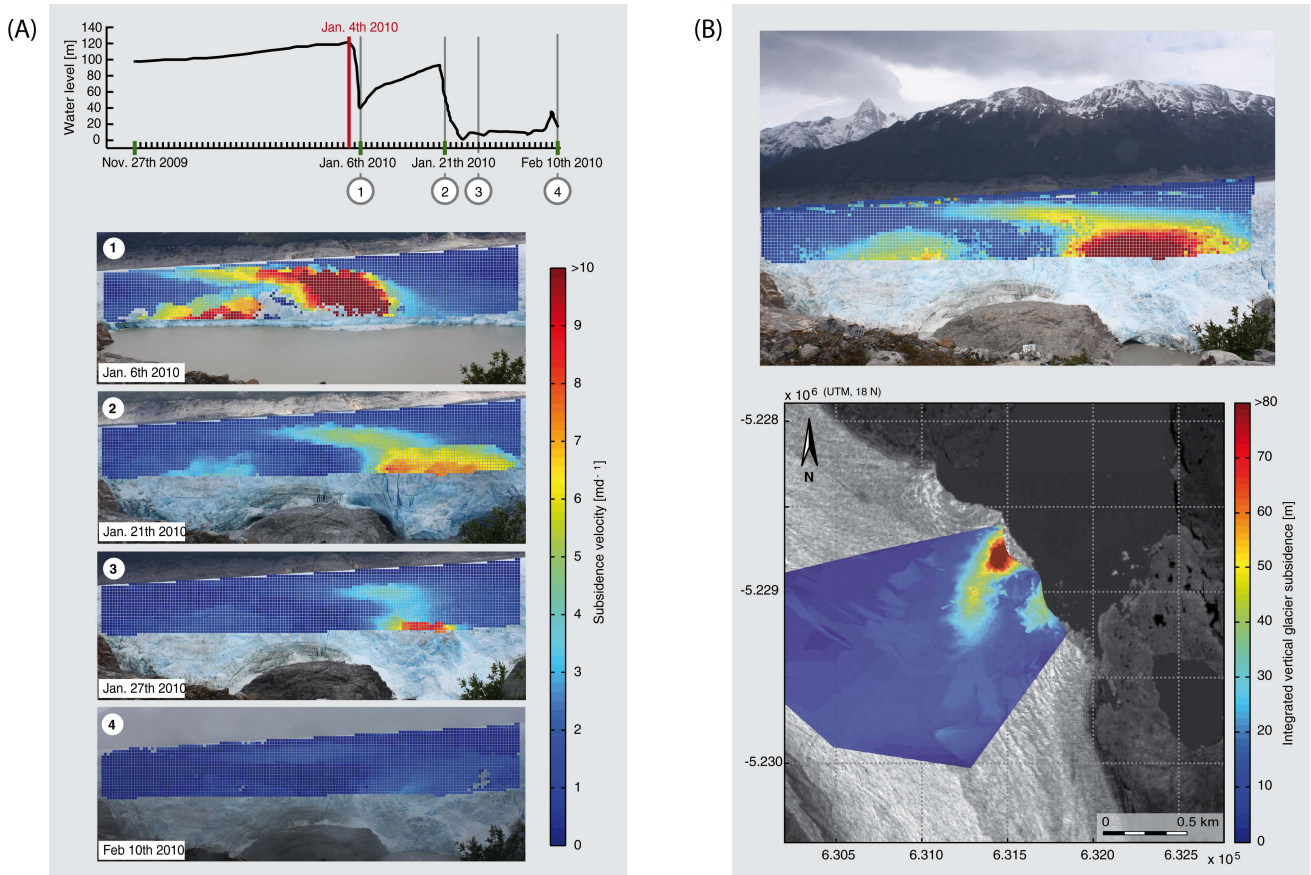 (A)
Jan. 4th 2010
Water level [m]
140
120
100
80
60
40
20
0
Nov. 27th 2009
Jan. 6th 2010
Jan. 21th 2010
Feb 10th 2010
1
2
3
4
1
Jan. 6th 2010
2
Jan. 21th 2010
3
Jan. 27th 2010
4
Feb 10th 2010
>10
9
8
7
6
5
4
3
2
1
0
Subsidence velocity [md⁻¹]
(B)
x 10⁶ (UTM, 18 N)
-5.228
-5.229
-5.230
N
0 0.5 km
6.305 6.310 6.315 6.320 6.325 x 10⁵
>80
70
60
50
40
30
20
10
0
Integrated vertical glacier subsidence [m]